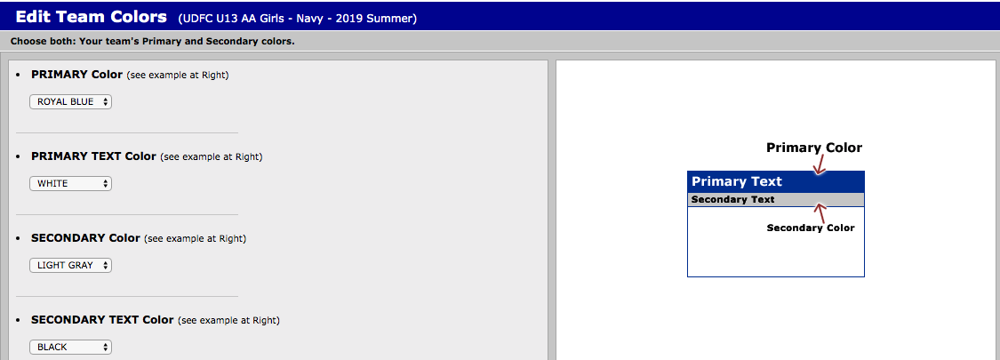 Edit Team Colors (UDFC U13 AA Girls - Navy - 2019 Summer)
Choose both: Your team's Primary and Secondary colors.
PRIMARY Color (see example at Right)
ROYAL BLUE
PRIMARY TEXT Color (see example at Right)
WHITE
SECONDARY Color (see example at Right)
LIGHT GRAY
SECONDARY TEXT Color (see example at Right)
BLACK
Primary Color
Primary Text
Secondary Text
Secondary Color